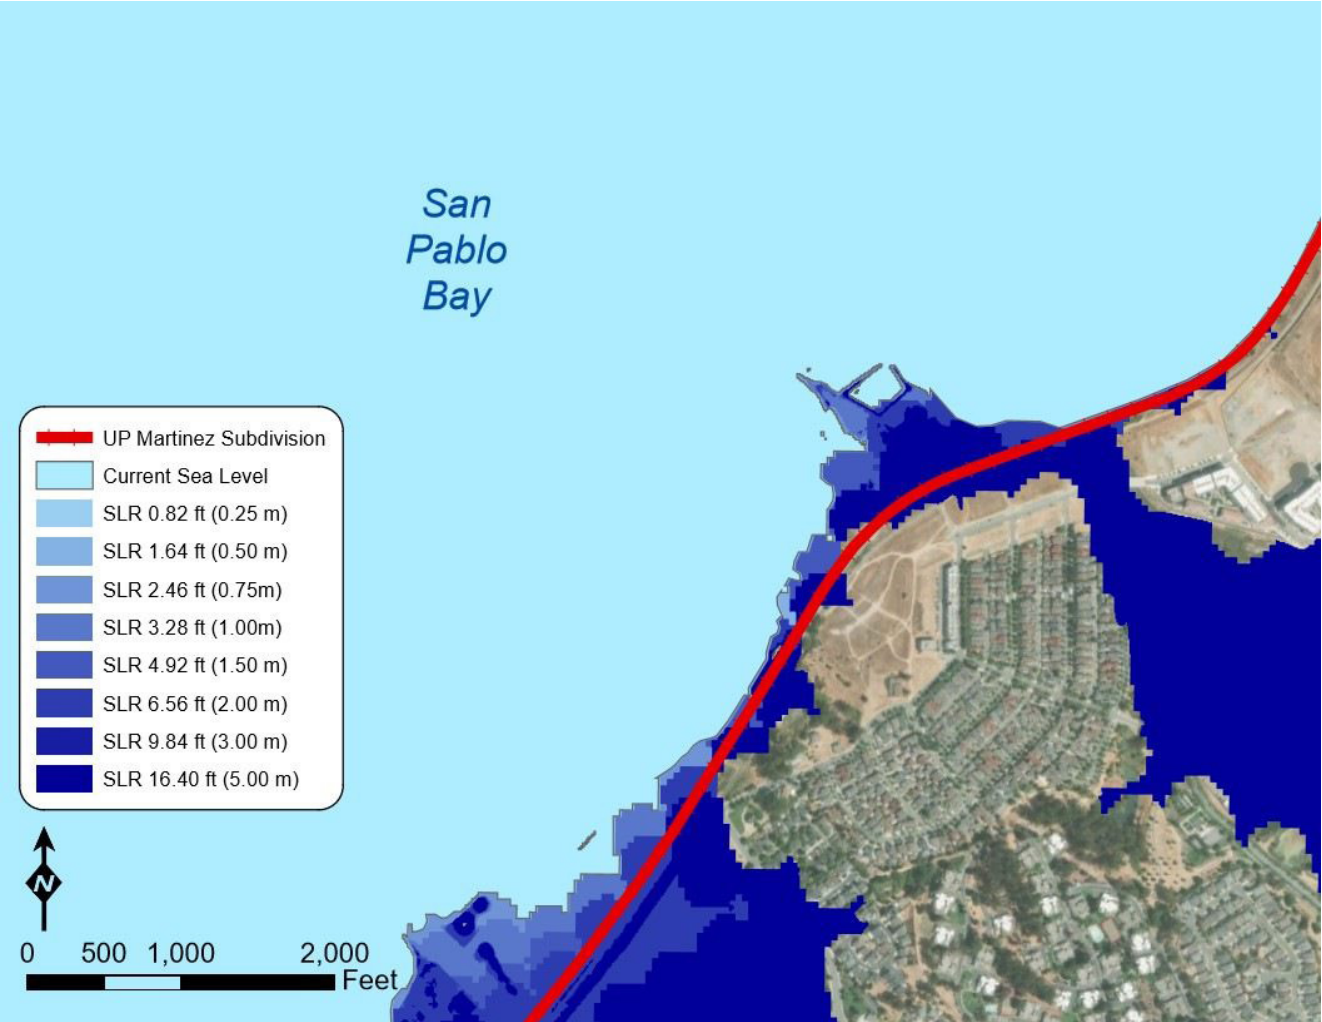 San
Pablo
Bay
UP Martinez Subdivision
Current Sea Level
SLR 0.82 ft (0.25 m)
SLR 1.64 ft (0.50 m)
SLR 2.46 ft (0.75m)
SLR 3.28 ft (1.00m)
SLR 4.92 ft (1.50 m)
SLR 6.56 ft (2.00 m)
SLR 9.84 ft (3.00 m)
SLR 16.40 ft (5.00 m)
N
0 500 1,000 2,000
Feet